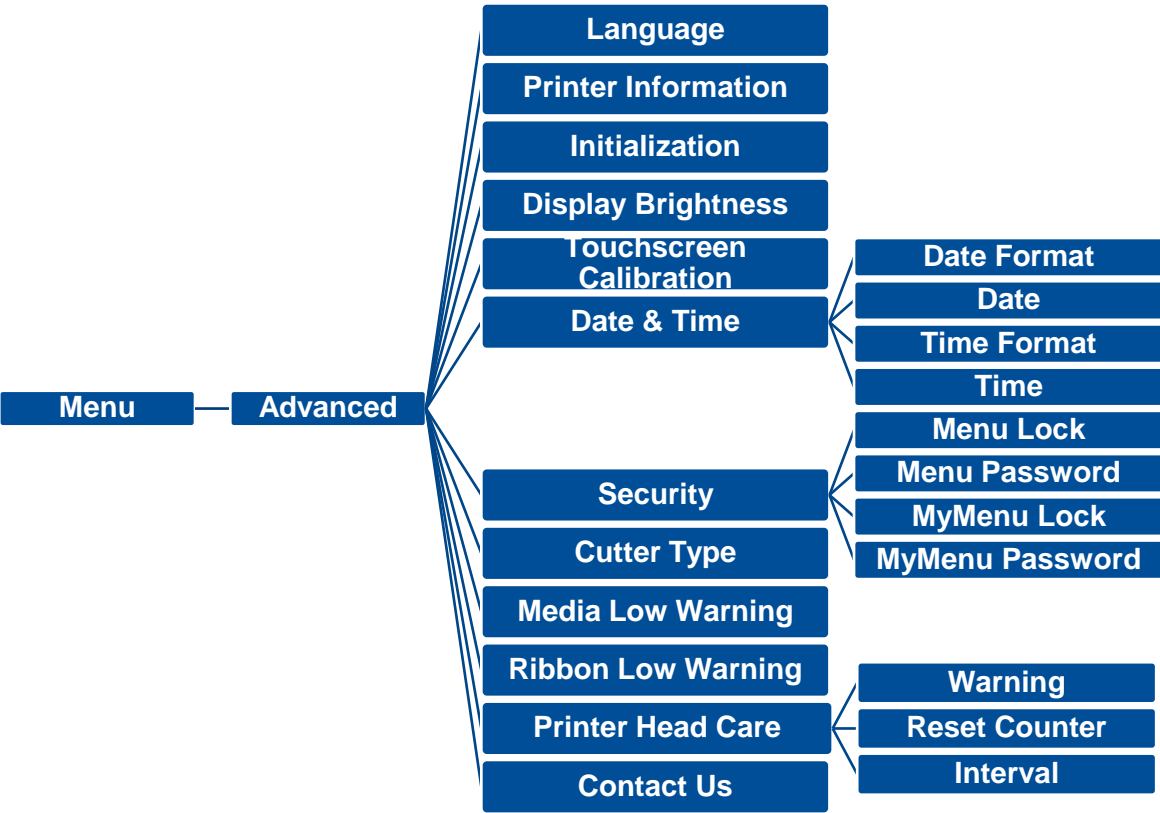 Menu
Advanced
Language
Printer Information
Initialization
Display Brightness
Touchscreen
Calibration
Date & Time
Date Format
Date
Time Format
Time
Security
Menu Lock
Menu Password
MyMenu Lock
MyMenu Password
Cutter Type
Media Low Warning
Ribbon Low Warning
Printer Head Care
Warning
Reset Counter
Interval
Contact Us